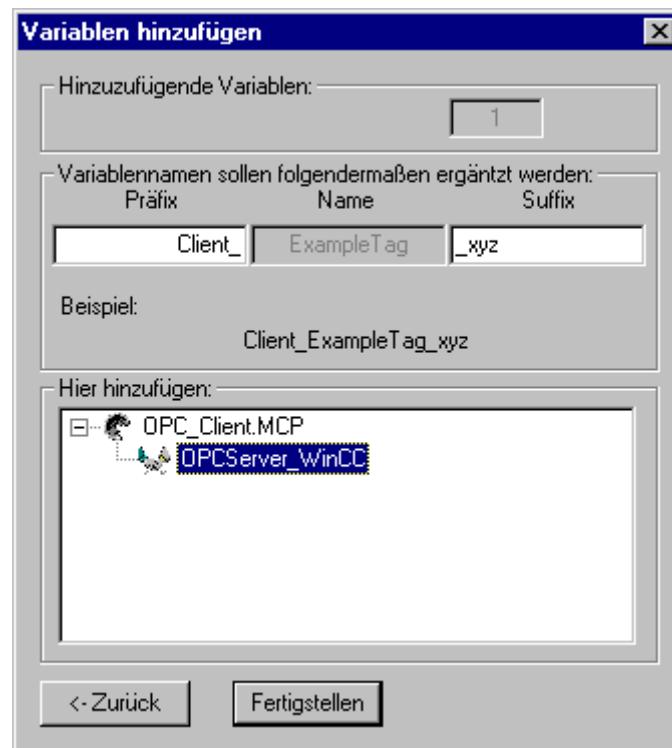 Variablen hinzufügen
Hinzuzufügende Variablen:
1
Variablennamen sollen folgendermaßen ergäntzt werden:
Präfix Name Suffix
Client_ ExampleTag _xyz
Beispiel:
Client_ExampleTag_xyz
Hier hinzufügen:
OPC_Client.MCP
OPCServer_WinCC
<- Zurück Fertigstellen